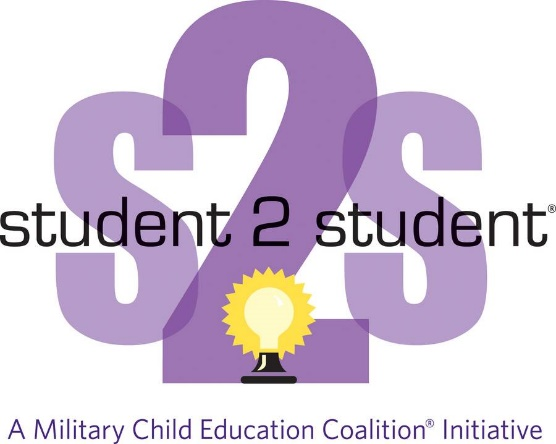 S2S
student 2 student®
A Military Child Education Coalition® Initiative